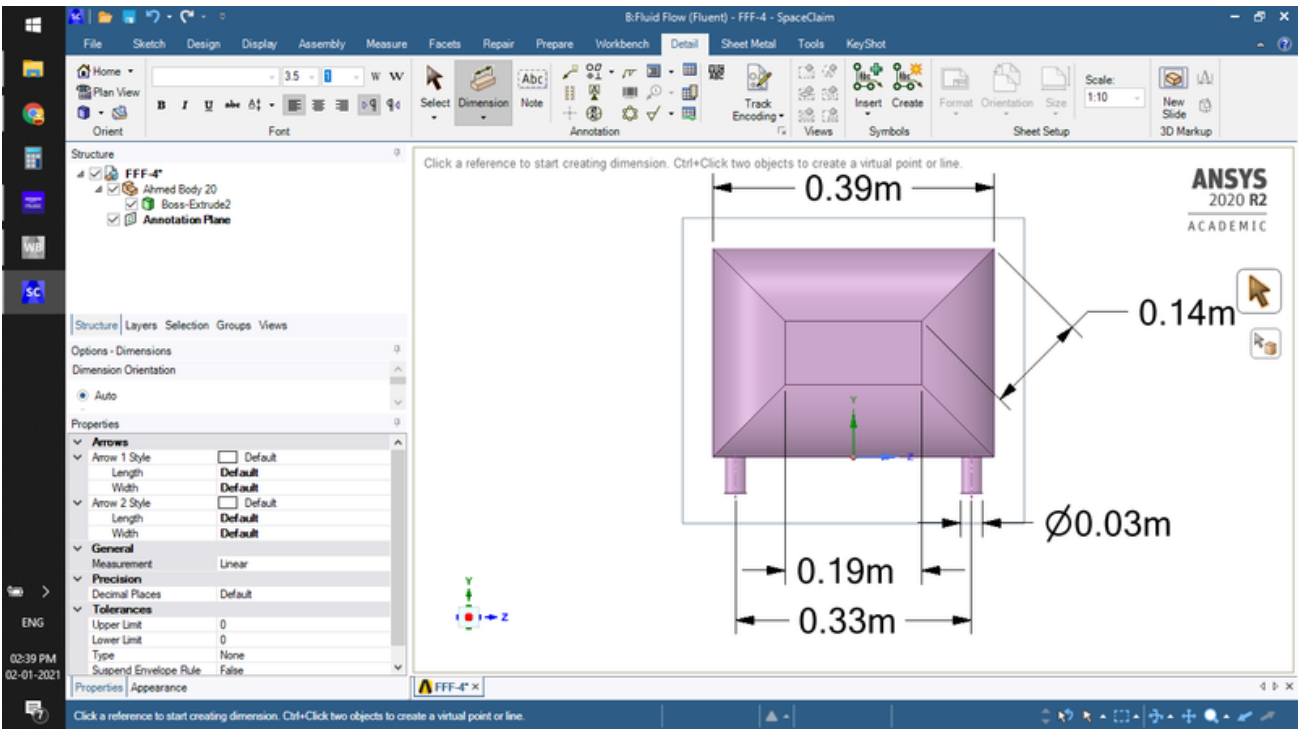 B:Fluid Flow (Fluent) - FFF-4 - SpaceClaim
File Sketch Design Display Assembly Measure Facets Repair Prepare Workbench Detail Sheet Metal Tools KeyShot
Home
Plan View
Orient
3.5
W W
B I U abc
Font
Select
Dimension
Abc
Note
Annotation
Track
Encoding
Views
Insert
Create
Symbols
Format
Orientation
Size
Scale:
1:10
Sheet Setup
New
Slide
3D Markup
Structure
FFF-4*
Ahmed Body 20
Boss-Extrude2
Annotation Plane
Structure Layers Selection Groups Views
Options - Dimensions
Dimension Orientation
Auto
Properties
Arrows
Arrow 1 Style Default
Length Default
Width Default
Arrow 2 Style Default
Length Default
Width Default
General
Measurement Linear
Precision
Decimal Places Default
Tolerances
Upper Limit 0
Lower Limit 0
Type None
Suspend Envelope Rule False
Properties Appearance
Click a reference to start creating dimension. Ctrl+Click two objects to create a virtual point or line.
ANSYS
2020 R2
ACADEMIC
0.39m
0.14m
Y
Z
Ø0.03m
0.19m
0.33m
Y
Z
FFF-4*
Click a reference to start creating dimension. Ctrl+Click two objects to create a virtual point or line.
WB
SC
ENG
02:39 PM
02-01-2021
7